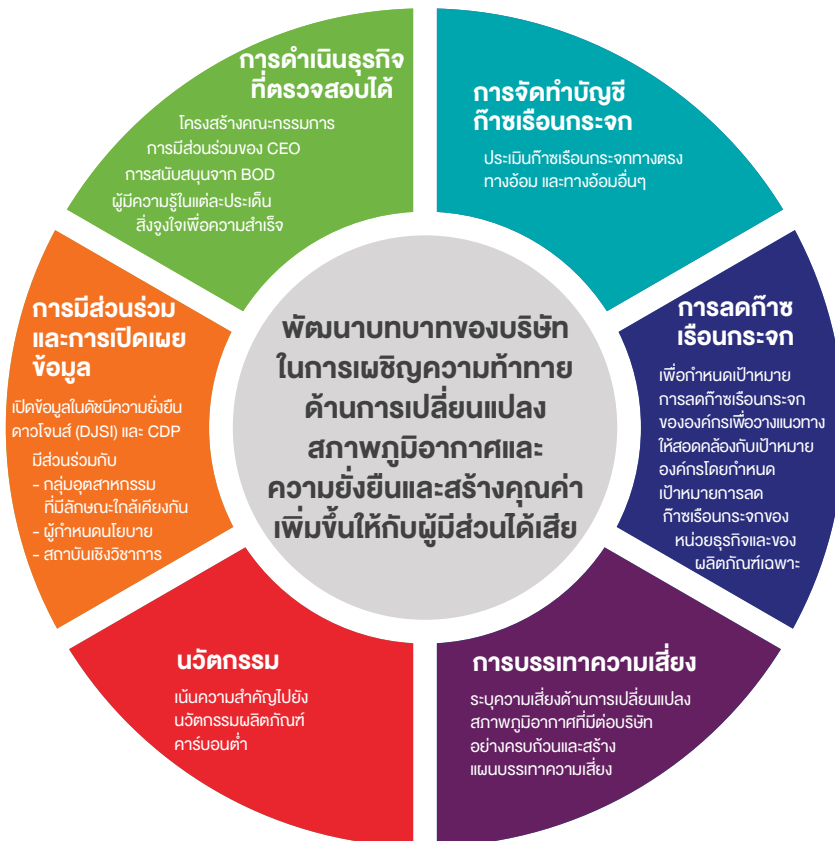 การดำเนินธุรกิจ
ที่ตรวจสอบได้
โครงสร้างคณะกรรมการ
การมีส่วนร่วมของ CEO
การสนับสนุนจาก BOD
ผู้มีความรู้ในแต่ละประเด็น
สิ่งจูงใจเพื่อความสำเร็จ
การจัดทำบัญชี
ก๊าซเรือนกระจก
ประเมินก๊าซเรือนกระจกทางตรง
ทางอ้อม และทางอ้อมอื่นๆ
การลดก๊าซ
เรือนกระจก
เพื่อกำหนดเป้าหมาย
การลดก๊าซเรือนกระจก
ขององค์กรเพื่อวางแนวทาง
ให้สอดคล้องกับเป้าหมาย
องค์กรโดยกำหนด
เป้าหมายการลด
ก๊าซเรือนกระจกของ
หน่วยธุรกิจและของ
ผลิตภัณฑ์เฉพาะ
การบรรเทาความเสี่ยง
ระบุความเสี่ยงด้านการเปลี่ยนแปลง
สภาพภูมิอากาศที่มีต่อบริษัท
อย่างครบถ้วนและสร้าง
แผนบรรเทาความเสี่ยง
นวัตกรรม
เน้นความสำคัญไปยัง
นวัตกรรมผลิตภัณฑ์
คาร์บอนต่ำ
การมีส่วนร่วม
และการเปิดเผย
ข้อมูล
เปิดข้อมูลในดัชนีความยั่งยืน
ดาวโจนส์ (DJSI) และ CDP
มีส่วนร่วมกับ
- กลุ่มอุตสาหกรรม
ที่มีลักษณะใกล้เคียงกัน
- ผู้กำหนดนโยบาย
- สถาบันเชิงวิชาการ
พัฒนาบทบาทของบริษัท
ในการเผชิญความท้าทาย
ด้านการเปลี่ยนแปลง
สภาพภูมิอากาศและ
ความยั่งยืนและสร้างคุณค่า
เพิ่มขึ้นให้กับผู้มีส่วนได้เสีย